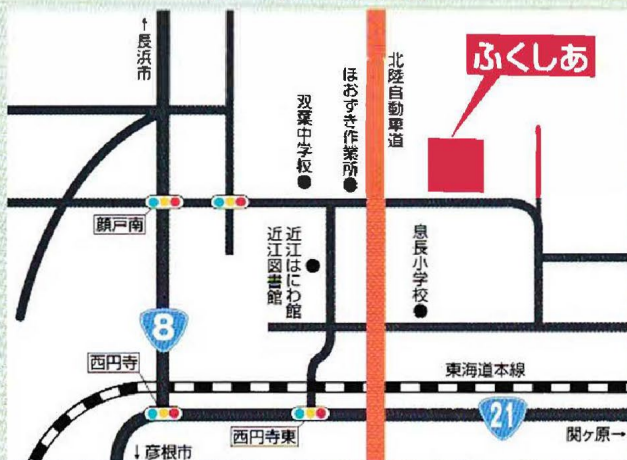 ↑長浜市
双葉中学校
ほおずき作業所
北陸自動車道
ふくしあ
顔戸南
近江はにわ館
近江図書館
息長小学校
8
西円寺
東海道本線
西円寺東
21
関ヶ原→
↓彦根市